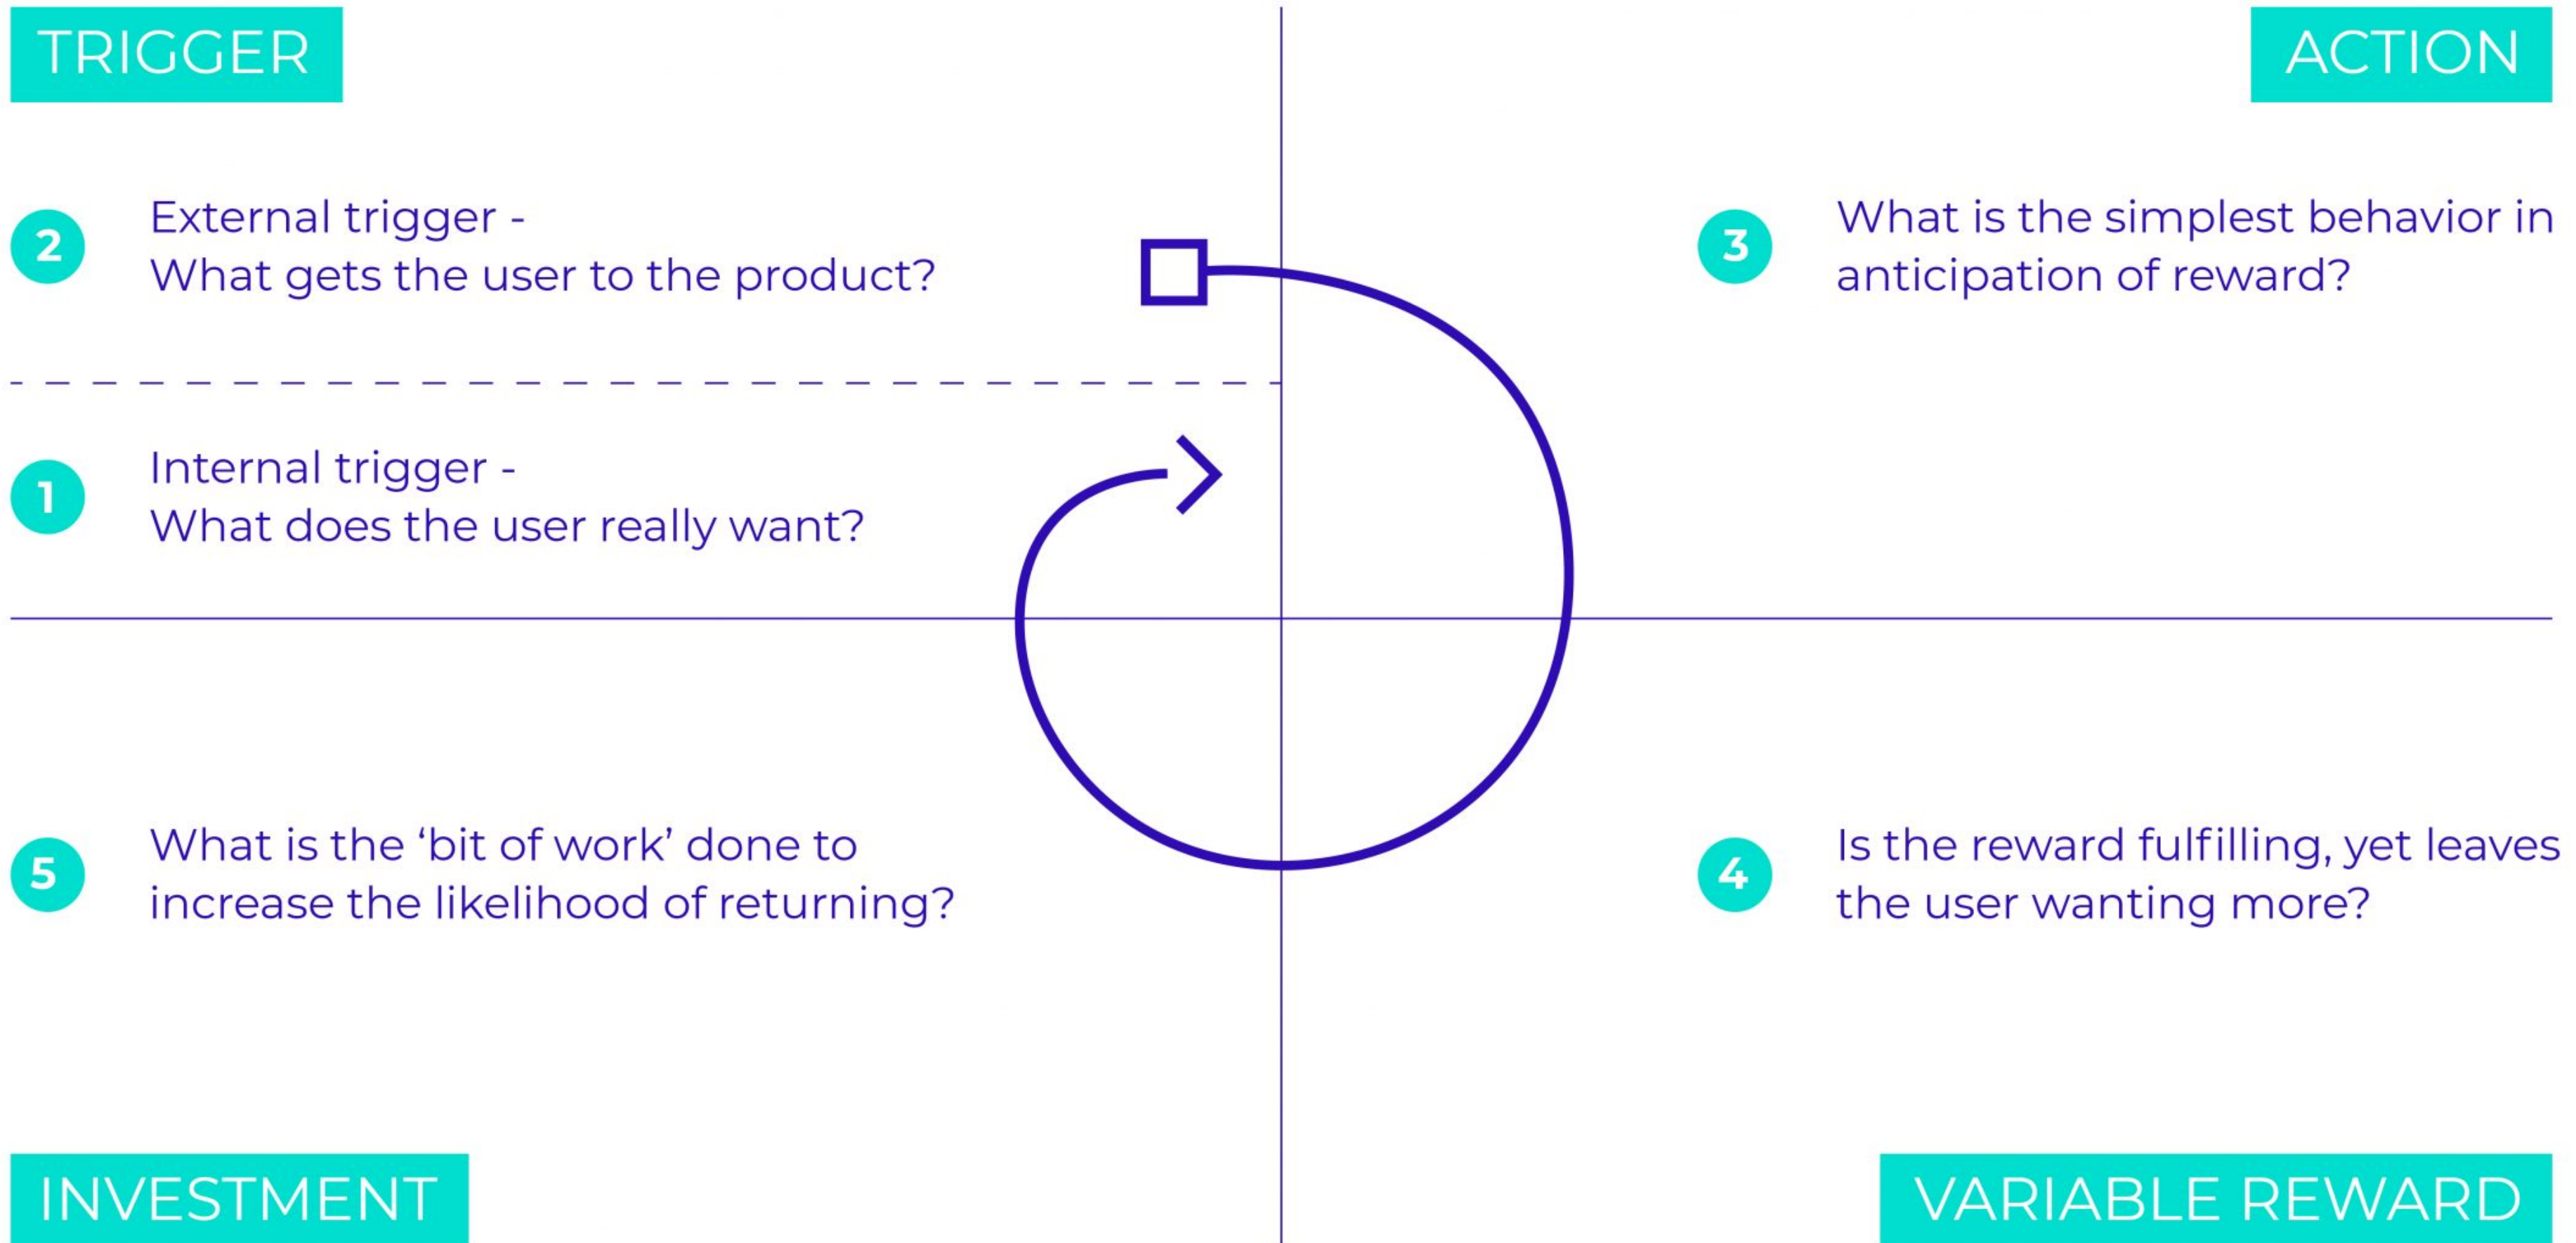 TRIGGER
ACTION
2
External trigger -
What gets the user to the product?
3
What is the simplest behavior in
anticipation of reward?
1
Internal trigger -
What does the user really want?
5
What is the ‘bit of work’ done to
increase the likelihood of returning?
4
Is the reward fulfilling, yet leaves
the user wanting more?
INVESTMENT
VARIABLE REWARD